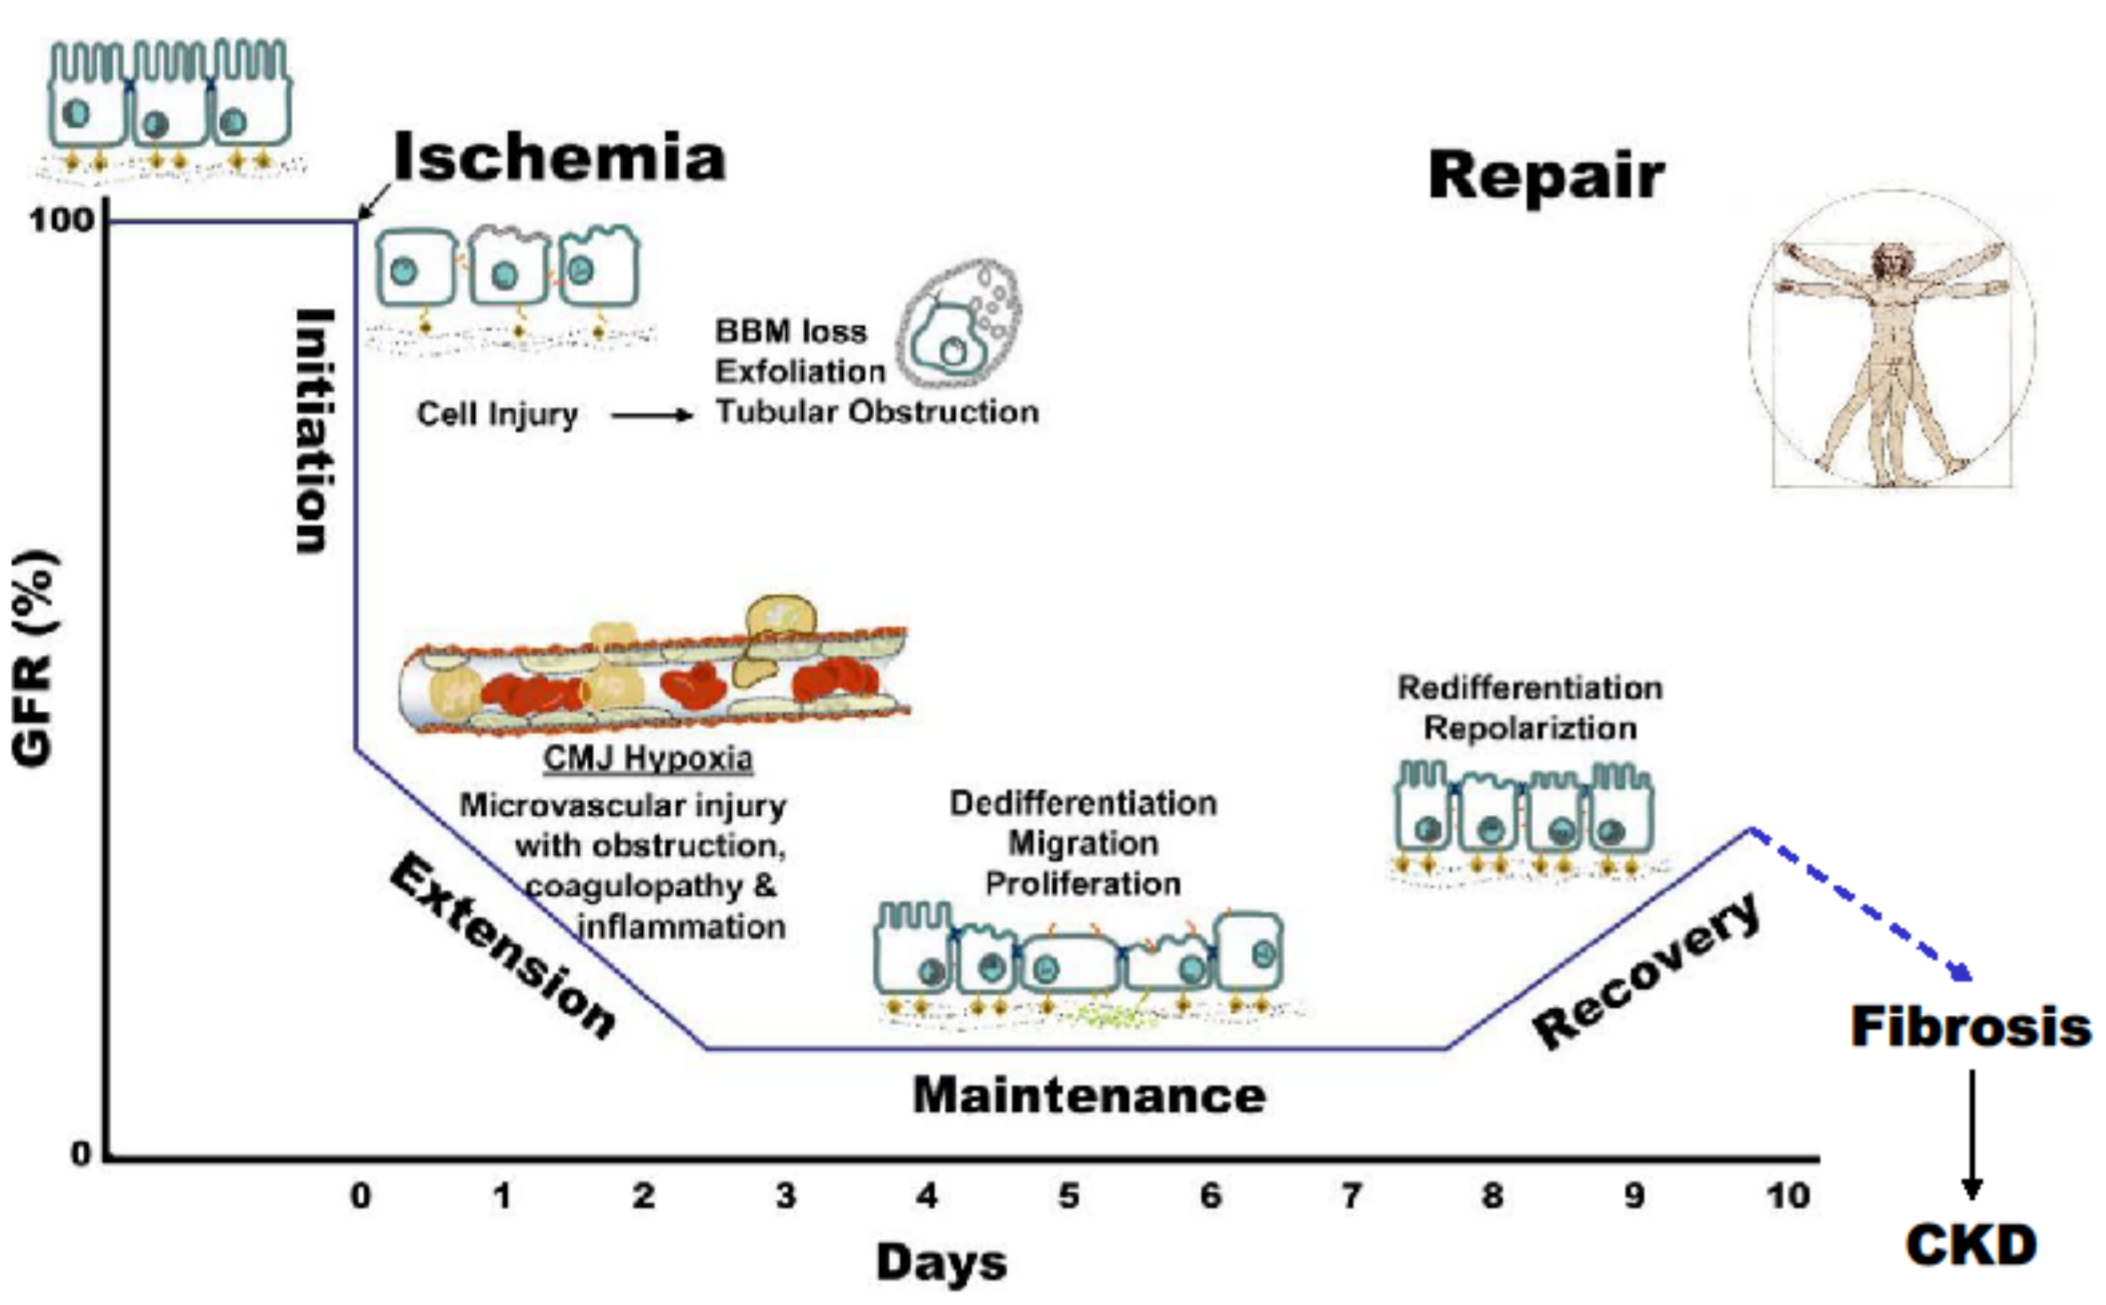 Ischemia
Repair
100
Initiation
BBM loss
Exfoliation
Cell Injury
Tubular Obstruction
GFR (%)
CMJ Hypoxia
Microvascular injury
with obstruction,
coagulopathy &
inflammation
Extension
Dedifferentiation
Migration
Proliferation
Redifferentiation
Repolariztion
Recovery
Maintenance
Fibrosis
CKD
0
0 1 2 3 4 5 6 7 8 9 10
Days